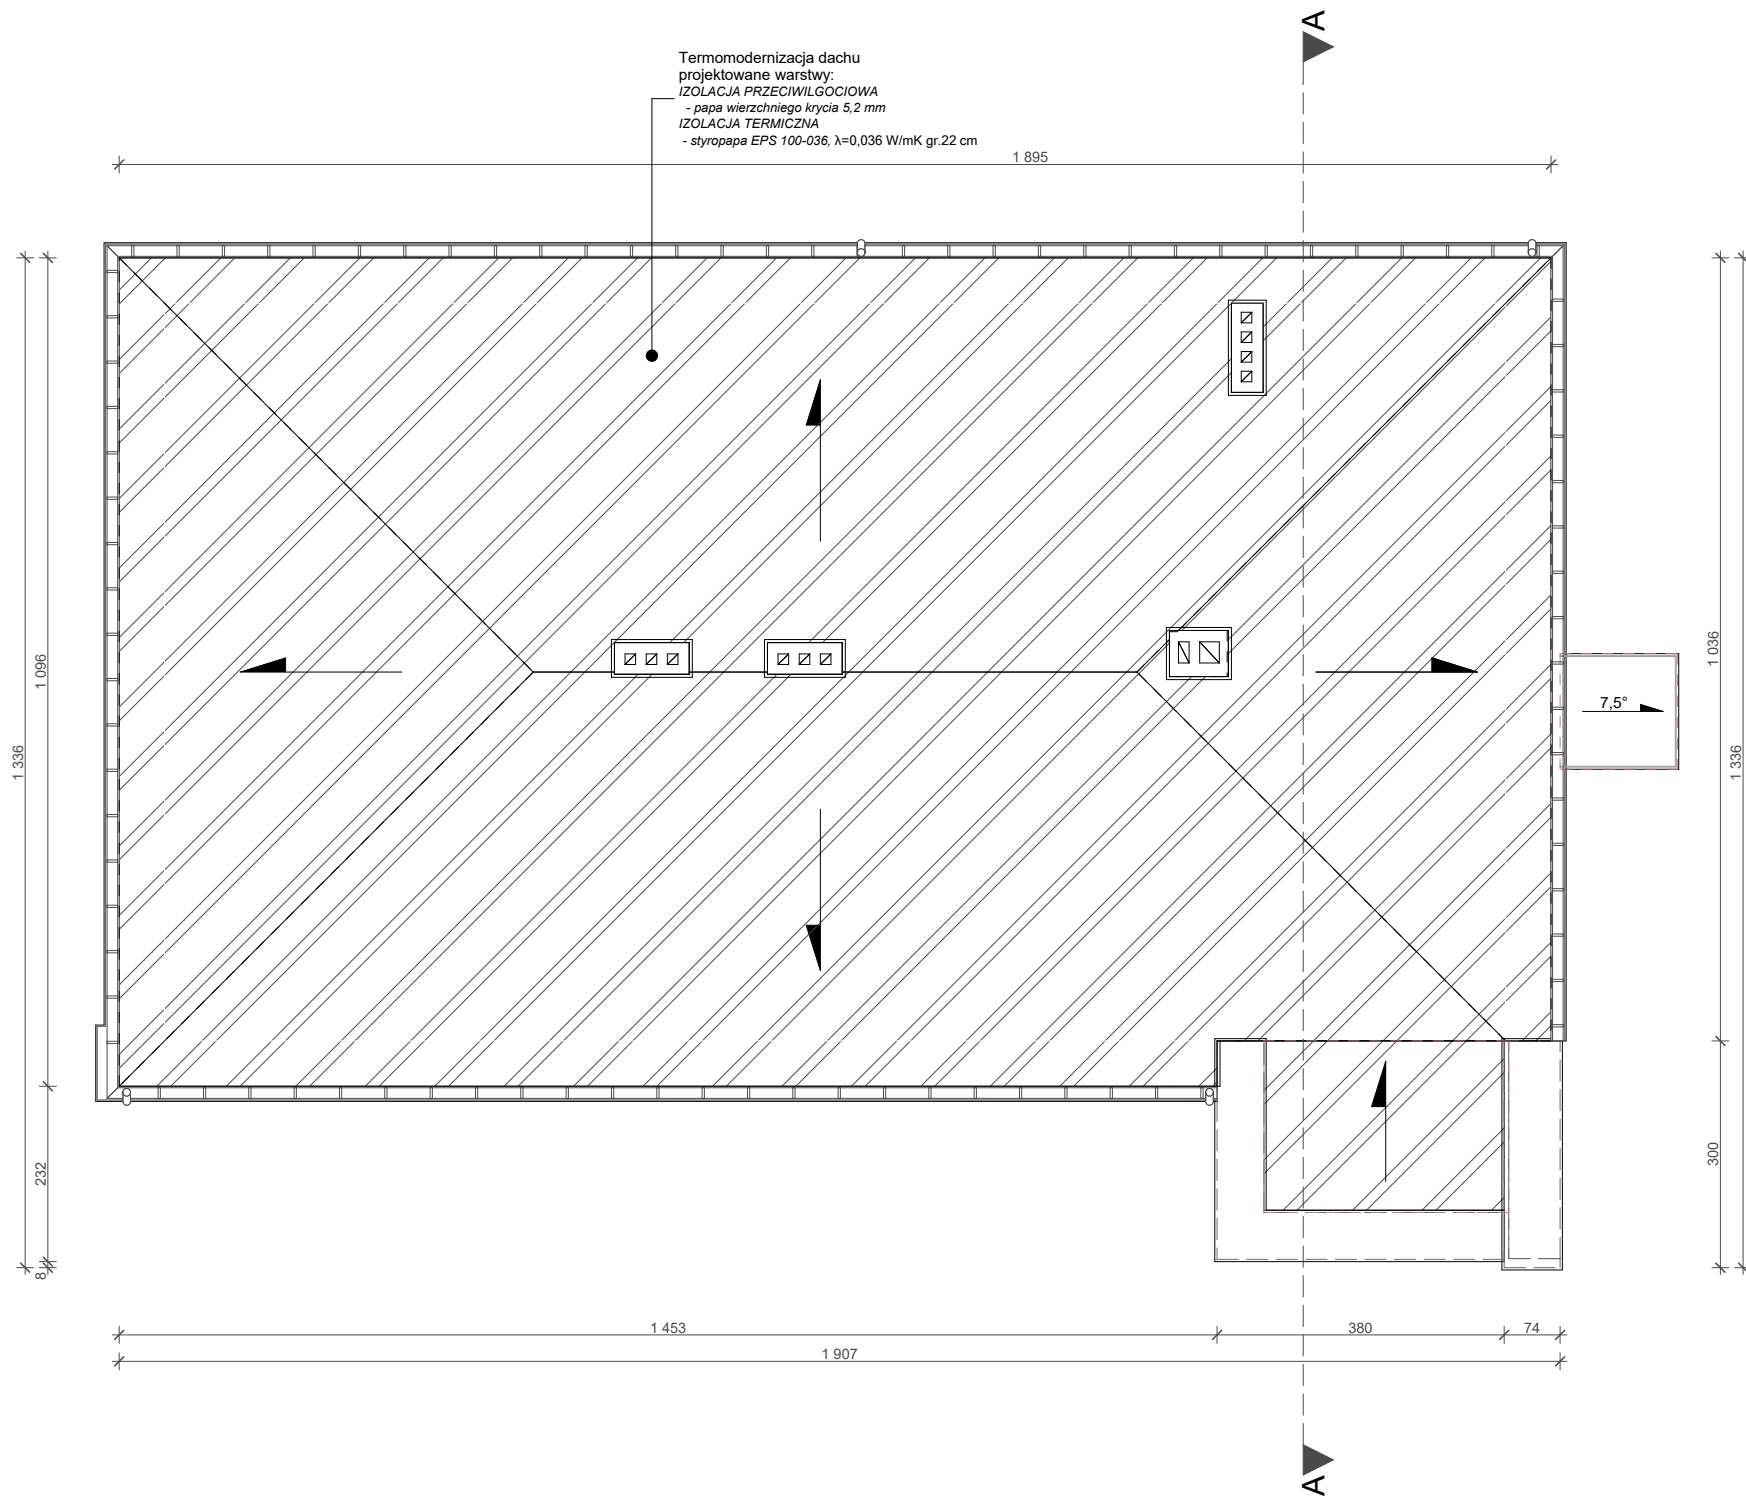 A
Termomodernizacja dachu
projektowane warstwy:
IZOLACJA PRZECIWILGOCIOWA
- papa wierzchniego krycia 5,2 mm
IZOLACJA TERMICZNA
- styropapa EPS 100-036, λ=0,036 W/mK gr.22 cm
1 895
1 336
1 096
232
8
1 036
300
1 336
7,5°
1 453
380
74
1 907
A